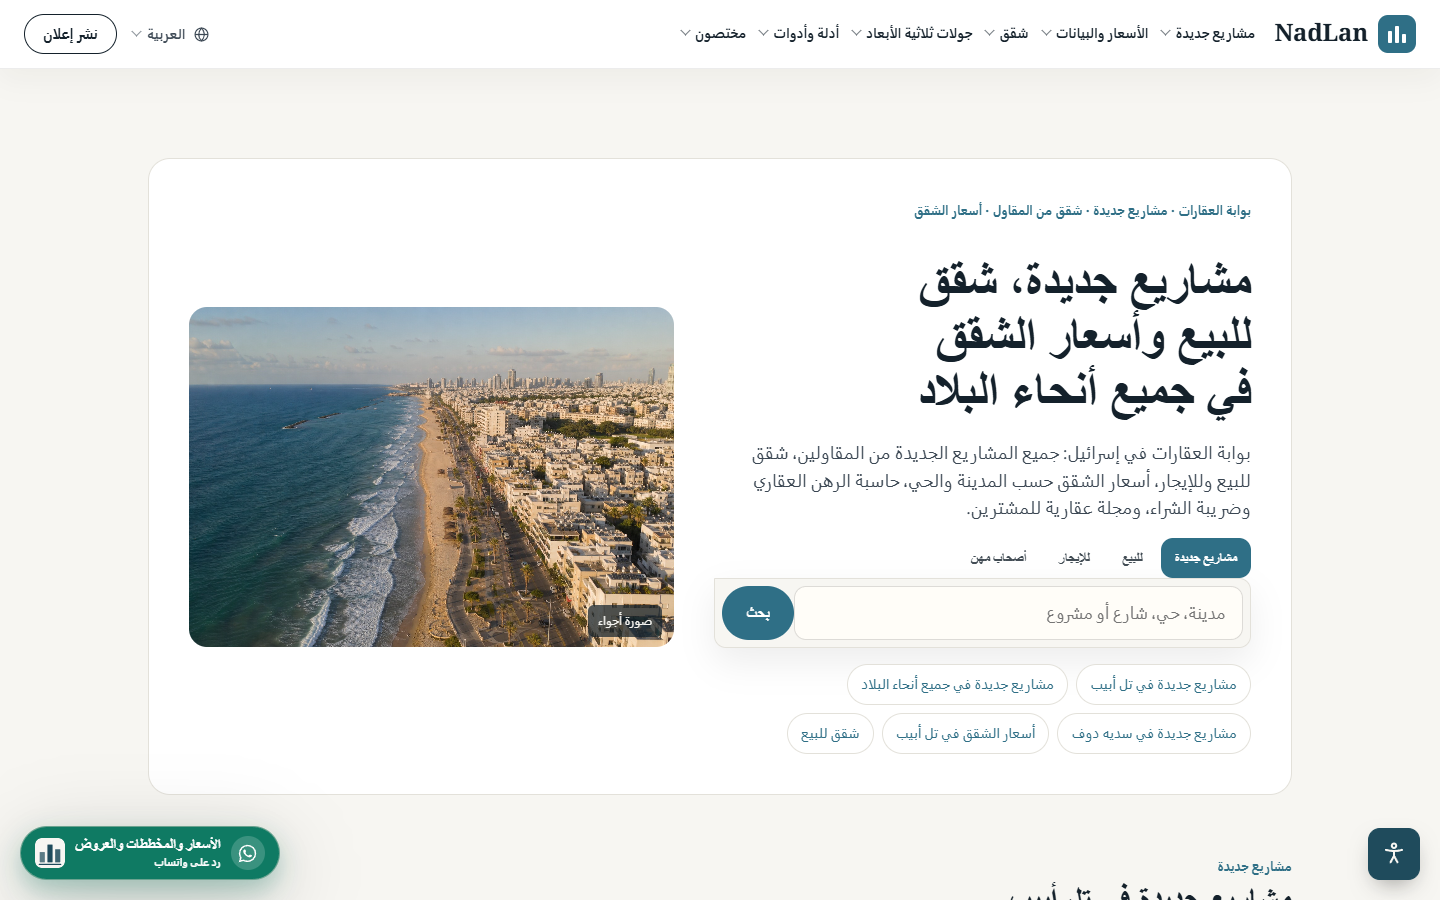 NadLan
مشاريع جديدة
الأسعار والبيانات
شقق
جولات ثلاثية الأبعاد
أدلة وأدوات
مختصون
العربية
نشر إعلان
بوابة العقارات · مشاريع جديدة · شقق من المقاول · أسعار الشقق
مشاريع جديدة، شقق
للبيع وأسعار الشقق
في جميع أنحاء البلاد
بوابة العقارات في إسرائيل: جميع المشاريع الجديدة من المقاولين، شقق
للبيع وللإيجار، أسعار الشقق حسب المدينة والحي، حاسبة الرهن العقاري
وضريبة الشراء، ومجلة عقارية للمشترين.
مشاريع جديدة
للبيع
للإيجار
أصحاب مهن
مدينة، حي، شارع أو مشروع
بحث
مشاريع جديدة في تل أبيب
مشاريع جديدة في جميع أنحاء البلاد
مشاريع جديدة في سديه دوف
أسعار الشقق في تل أبيب
شقق للبيع
صورة أجواء
الأسعار والمخططات والعروض
رد على واتساب
مشاريع جديدة
مشاريع جديدة في تل أبيب